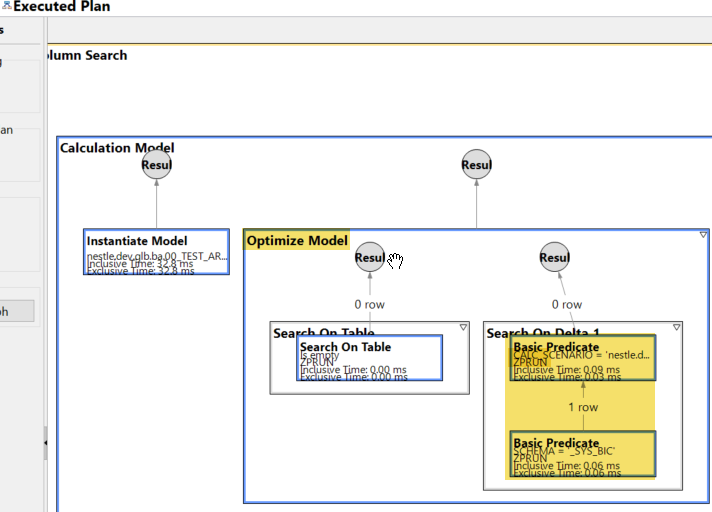 Executed Plan
s
olumn Search
an
Calculation Model
Resul
Resul
Instantiate Model
nestle.dev.glb.ba.00_TEST_AR...
Inclusive Time: 32.8 ms
Exclusive Time: 32.8 ms
Optimize Model
Resul
Resul
0 row
0 row
ph
Search On Table
Search On Table
Is empty
ZPRUN
Inclusive Time: 0.00 ms
Exclusive Time: 0.00 ms
Search On Delta 1
Basic Predicate
CALC_SCENARIO = 'nestle.d...
ZPRUN
Inclusive Time: 0.09 ms
Exclusive Time: 0.03 ms
1 row
Basic Predicate
SCHEMA = '_SYS_BIC'
ZPRUN
Inclusive Time: 0.06 ms
Exclusive Time: 0.06 ms